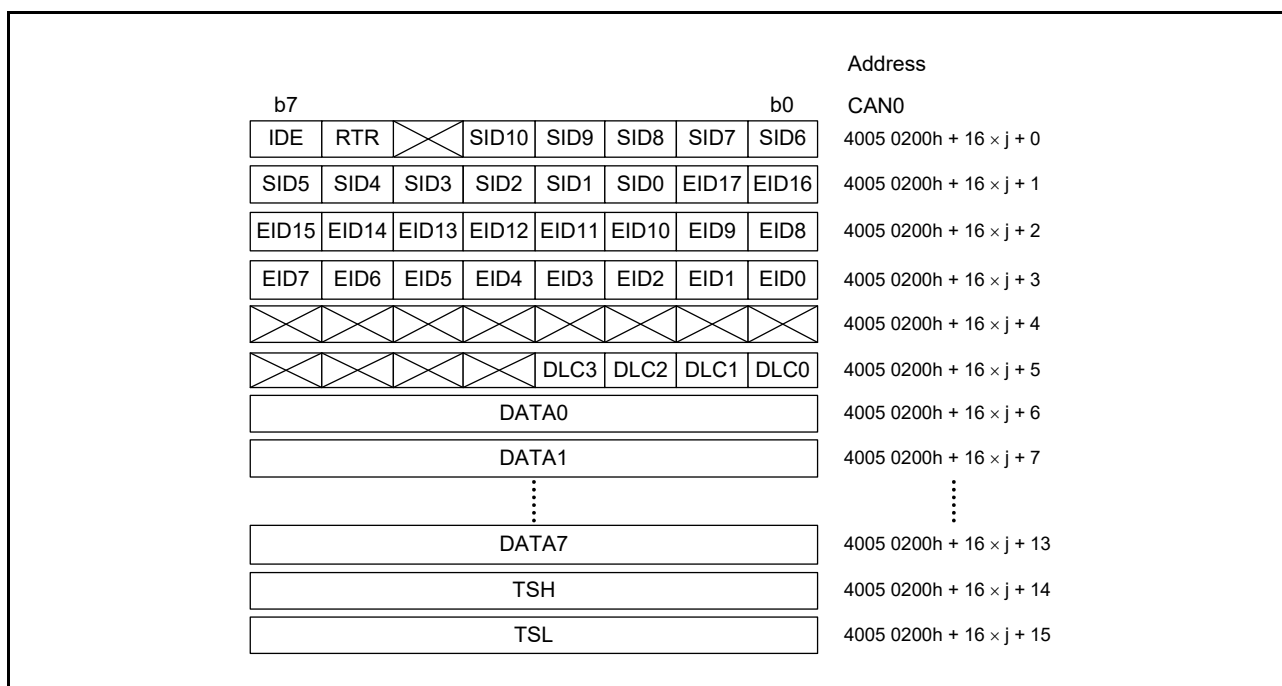 Address
b7 b0 CAN0
IDE RTR SID10 SID9 SID8 SID7 SID6 4005 0200h + 16 × j + 0
SID5 SID4 SID3 SID2 SID1 SID0 EID17 EID16 4005 0200h + 16 × j + 1
EID15 EID14 EID13 EID12 EID11 EID10 EID9 EID8 4005 0200h + 16 × j + 2
EID7 EID6 EID5 EID4 EID3 EID2 EID1 EID0 4005 0200h + 16 × j + 3
4005 0200h + 16 × j + 4
DLC3 DLC2 DLC1 DLC0 4005 0200h + 16 × j + 5
DATA0 4005 0200h + 16 × j + 6
DATA1 4005 0200h + 16 × j + 7
DATA7 4005 0200h + 16 × j + 13
TSH 4005 0200h + 16 × j + 14
TSL 4005 0200h + 16 × j + 15